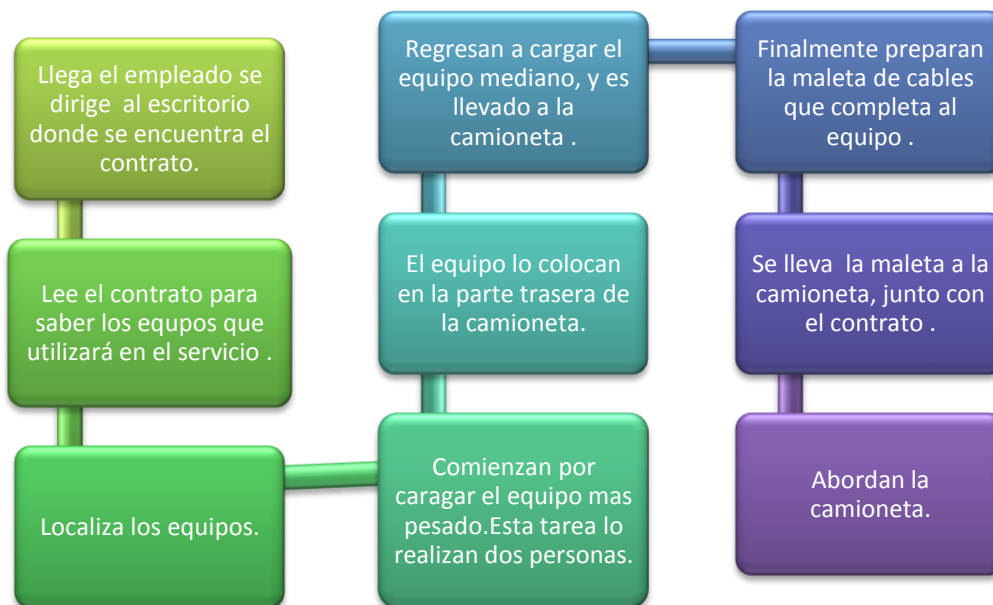 Llega el empleado se
dirige al escritorio
donde se encuentra el
contrato.
Lee el contrato para
saber los equpos que
utilizará en el servicio .
Localiza los equipos.
Comienzan por
caragar el equipo mas
pesado.Esta tarea lo
realizan dos personas.
El equipo lo colocan
en la parte trasera de
la camioneta.
Regresan a cargar el
equipo mediano, y es
llevado a la
camioneta .
Finalmente preparan
la maleta de cables
que completa al
equipo .
Se lleva la maleta a la
camioneta, junto con
el contrato .
Abordan la
camioneta.